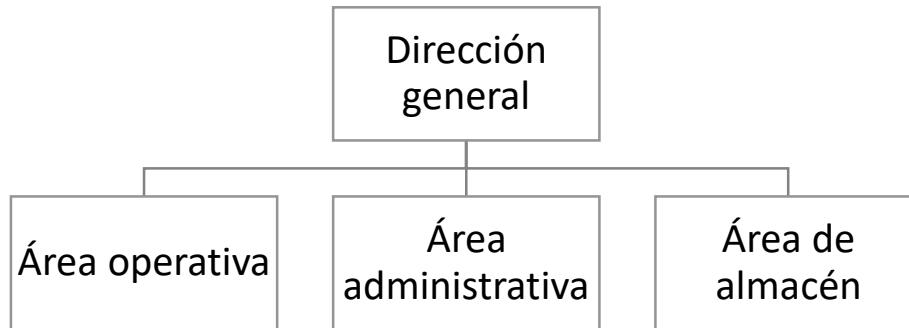 Dirección
general
Área operativa
Área
administrativa
Área de
almacén